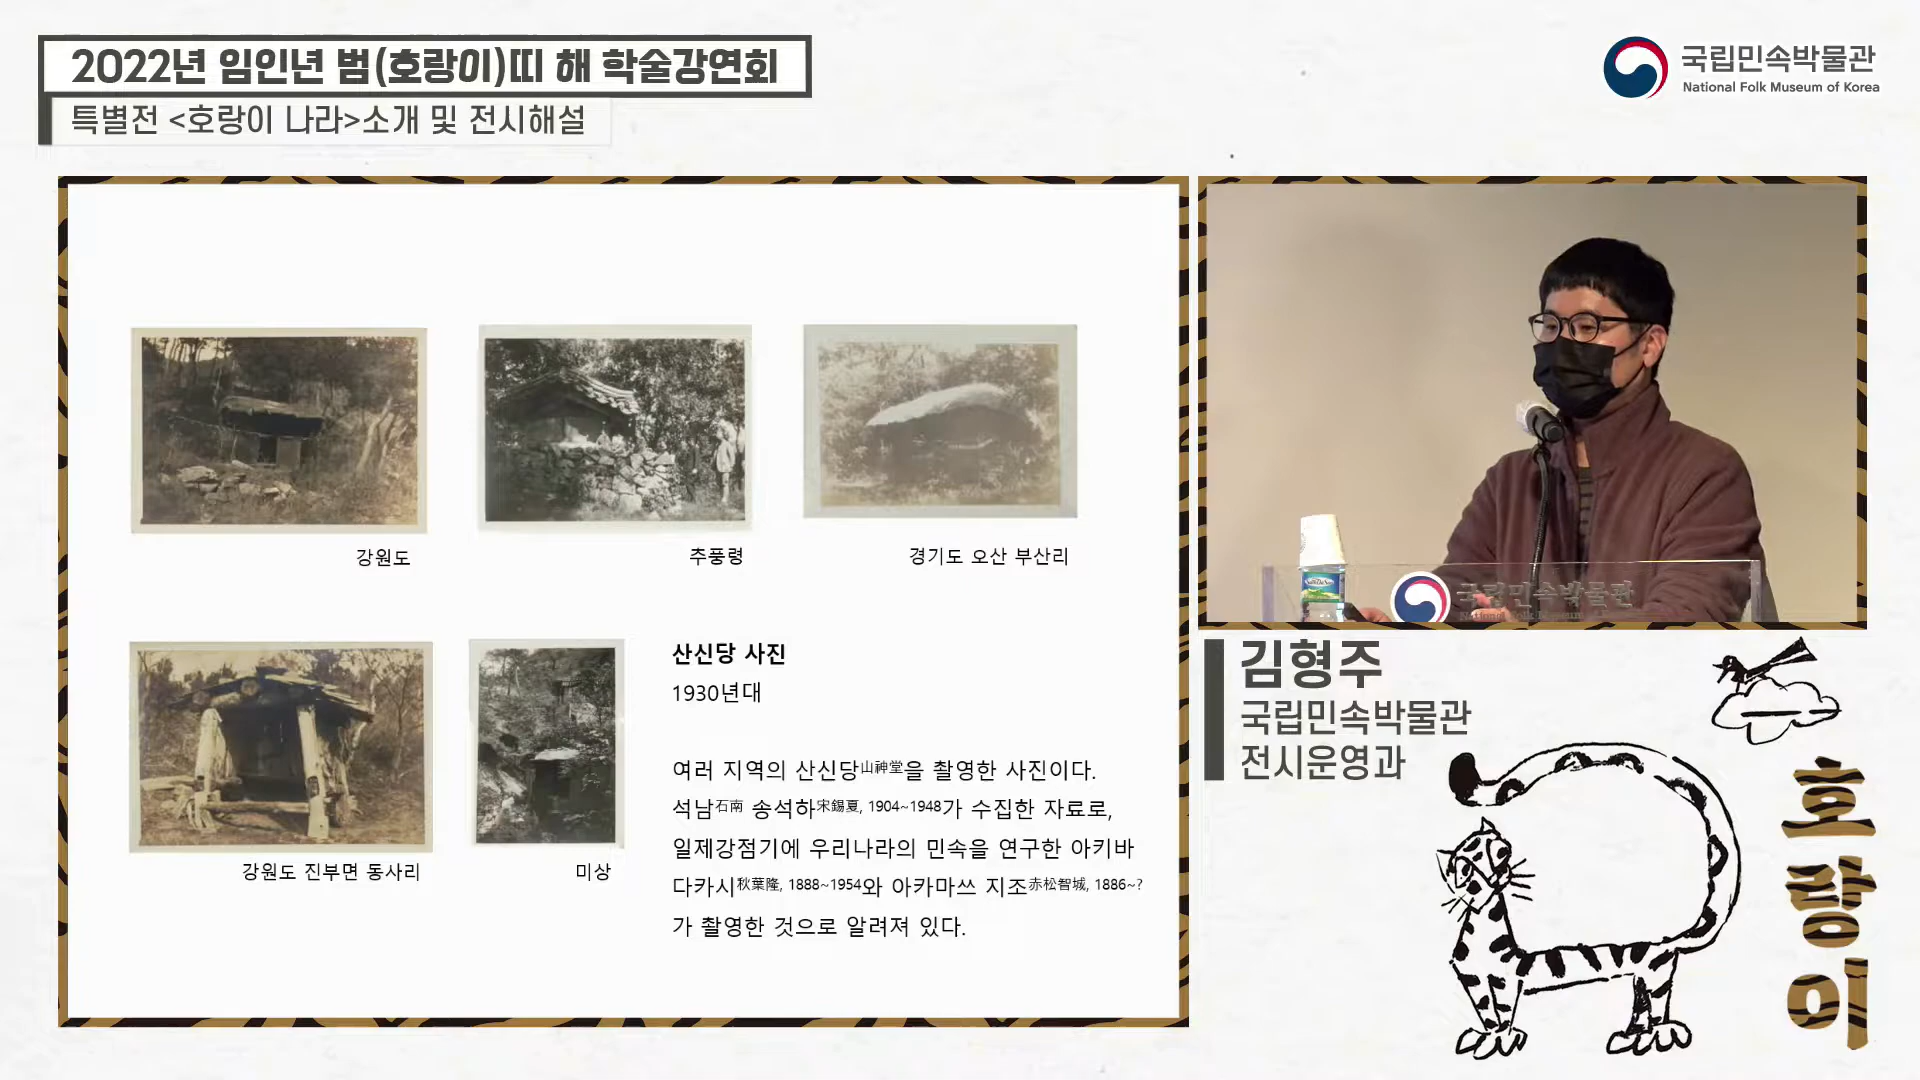 2022년 임인년 범(호랑이)띠 해 학술강연회
특별전 <호랑이 나라>소개 및 전시해설
국립민속박물관
National Folk Museum of Korea
강원도
추풍령
경기도 오산 부산리
강원도 진부면 동사리
미상
산신당 사진
1930년대
여러 지역의 산신당山神堂을 촬영한 사진이다.
석남石南 송석하宋錫夏, 1904~1948가 수집한 자료로,
일제강점기에 우리나라의 민속을 연구한 아키바
다카시秋葉隆, 1888~1954와 아카마쓰 지조赤松智城, 1886~?
가 촬영한 것으로 알려져 있다.
국립민속박물관
김형주
국립민속박물관
전시운영과
호랑이